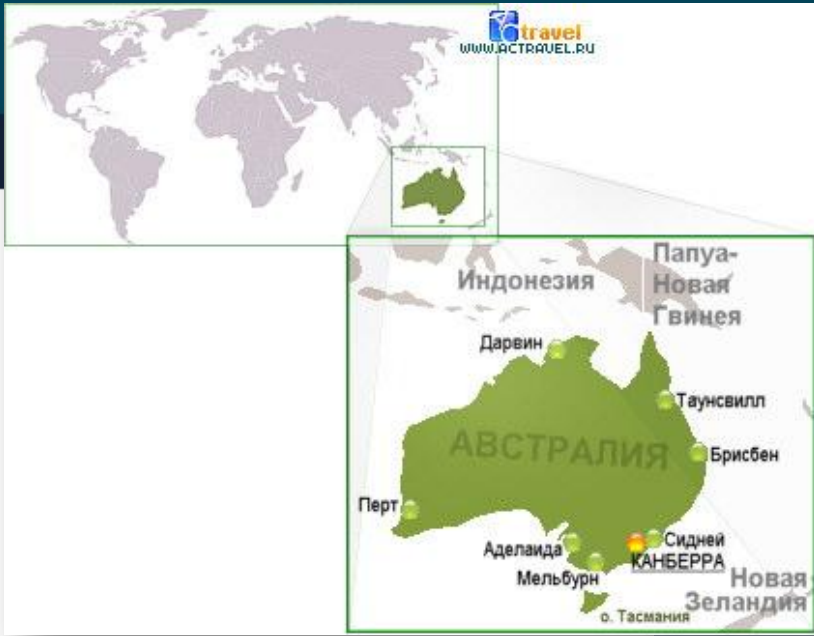 travel
WWW.ACTRAVEL.RU
Индонезия
Папуа-
Новая
Гвинея
Дарвин
Таунсвилл
АВСТРАЛИЯ
Брисбен
Перт
Сидней
Аделаида
КАНБЕРРА
Мельбурн
Новая
Зеландия
о. Тасмания